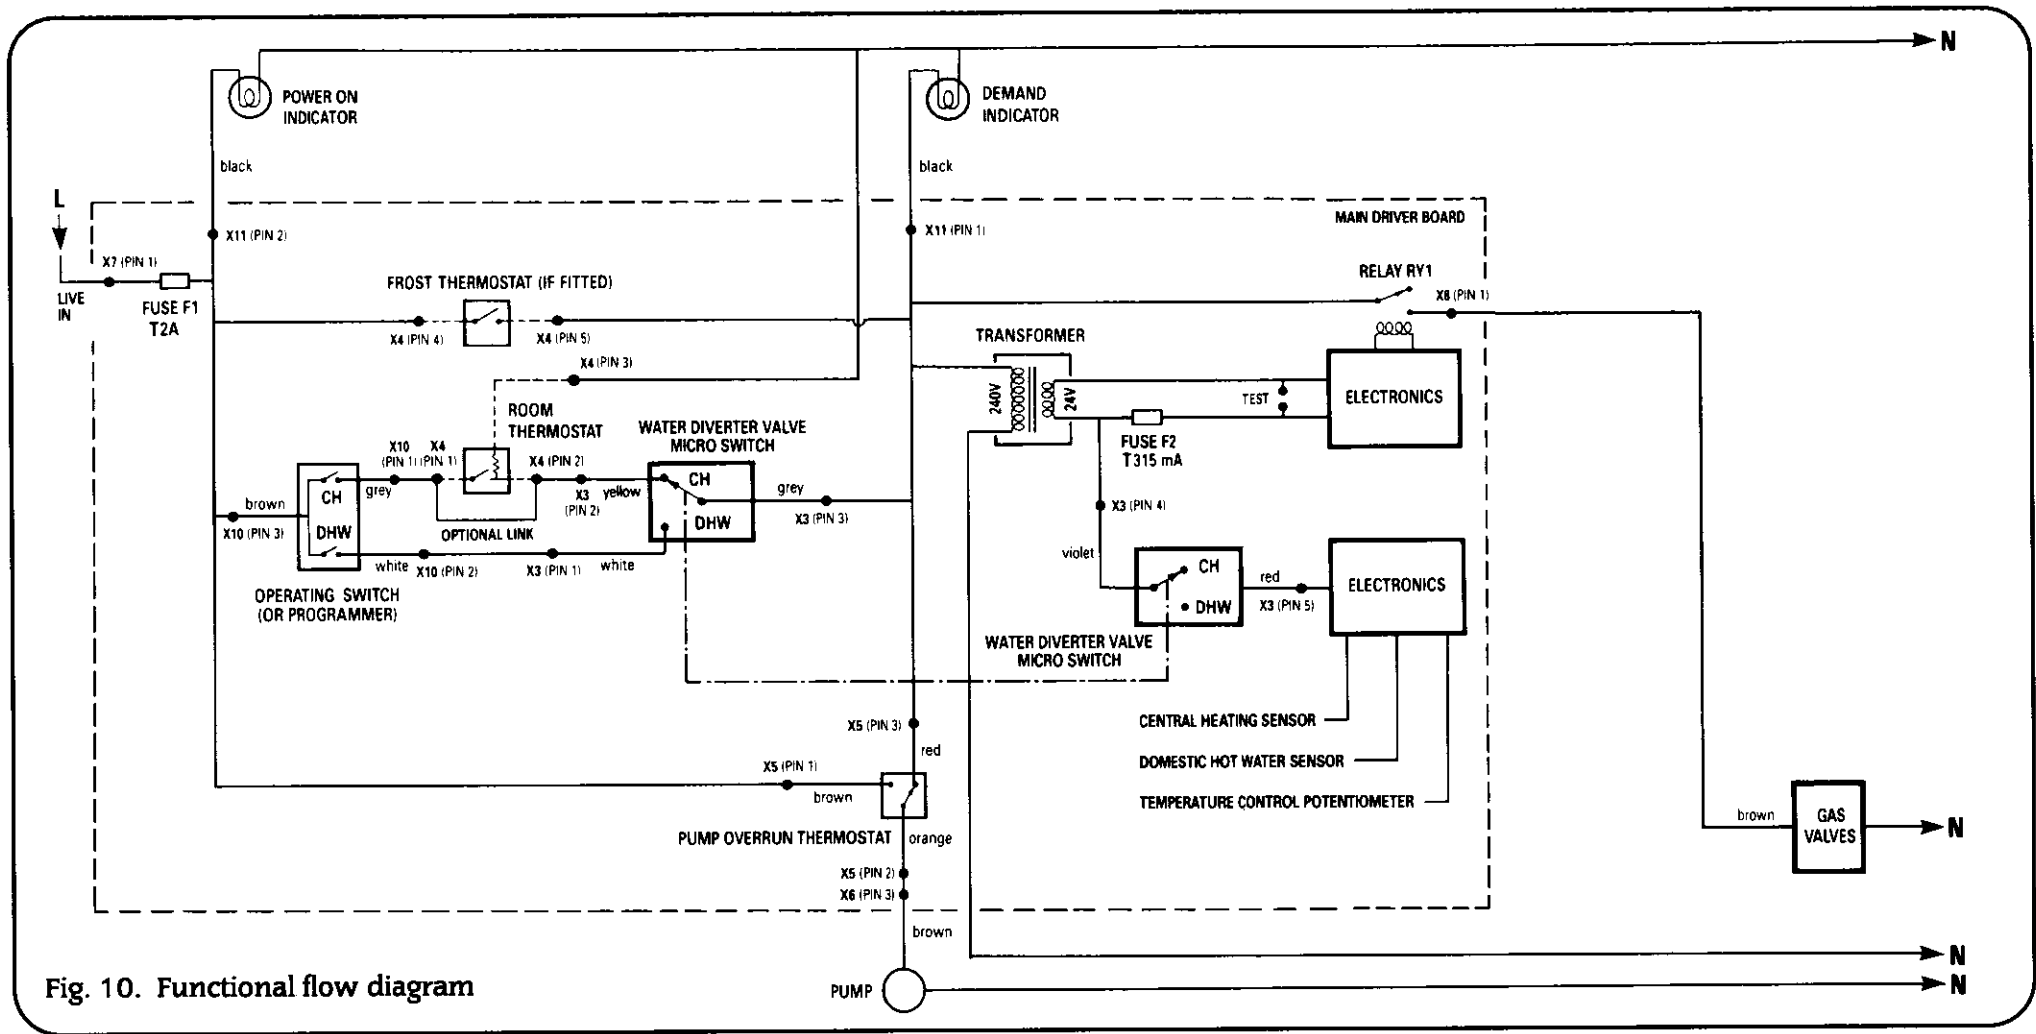 N
POWER ON
INDICATOR
DEMAND
INDICATOR
black
black
L
MAIN DRIVER BOARD
X11 (PIN 2)
X11 (PIN 1)
X7 (PIN 1)
LIVE
IN
FUSE F1
T2A
FROST THERMOSTAT (IF FITTED)
X4 (PIN 4)
X4 (PIN 5)
RELAY RY1
X8 (PIN 1)
TRANSFORMER
X4 (PIN 3)
240V
24V
TEST
ELECTRONICS
ROOM
THERMOSTAT
WATER DIVERTER VALVE
MICRO SWITCH
FUSE F2
T315 mA
X10
(PIN 1)
X4
(PIN 1)
X4 (PIN 2)
CH
grey
X3
(PIN 2)
yellow
CH
grey
brown
X10 (PIN 3)
DHW
OPTIONAL LINK
DHW
X3 (PIN 3)
X3 (PIN 4)
white
X10 (PIN 2)
X3 (PIN 1)
white
violet
OPERATING SWITCH
(OR PROGRAMMER)
CH
DHW
red
X3 (PIN 5)
ELECTRONICS
WATER DIVERTER VALVE
MICRO SWITCH
X5 (PIN 3)
red
CENTRAL HEATING SENSOR
DOMESTIC HOT WATER SENSOR
TEMPERATURE CONTROL POTENTIOMETER
X5 (PIN 1)
brown
PUMP OVERRUN THERMOSTAT
orange
brown
GAS
VALVES
N
X5 (PIN 2)
X6 (PIN 3)
brown
N
PUMP
N
Fig. 10. Functional flow diagram